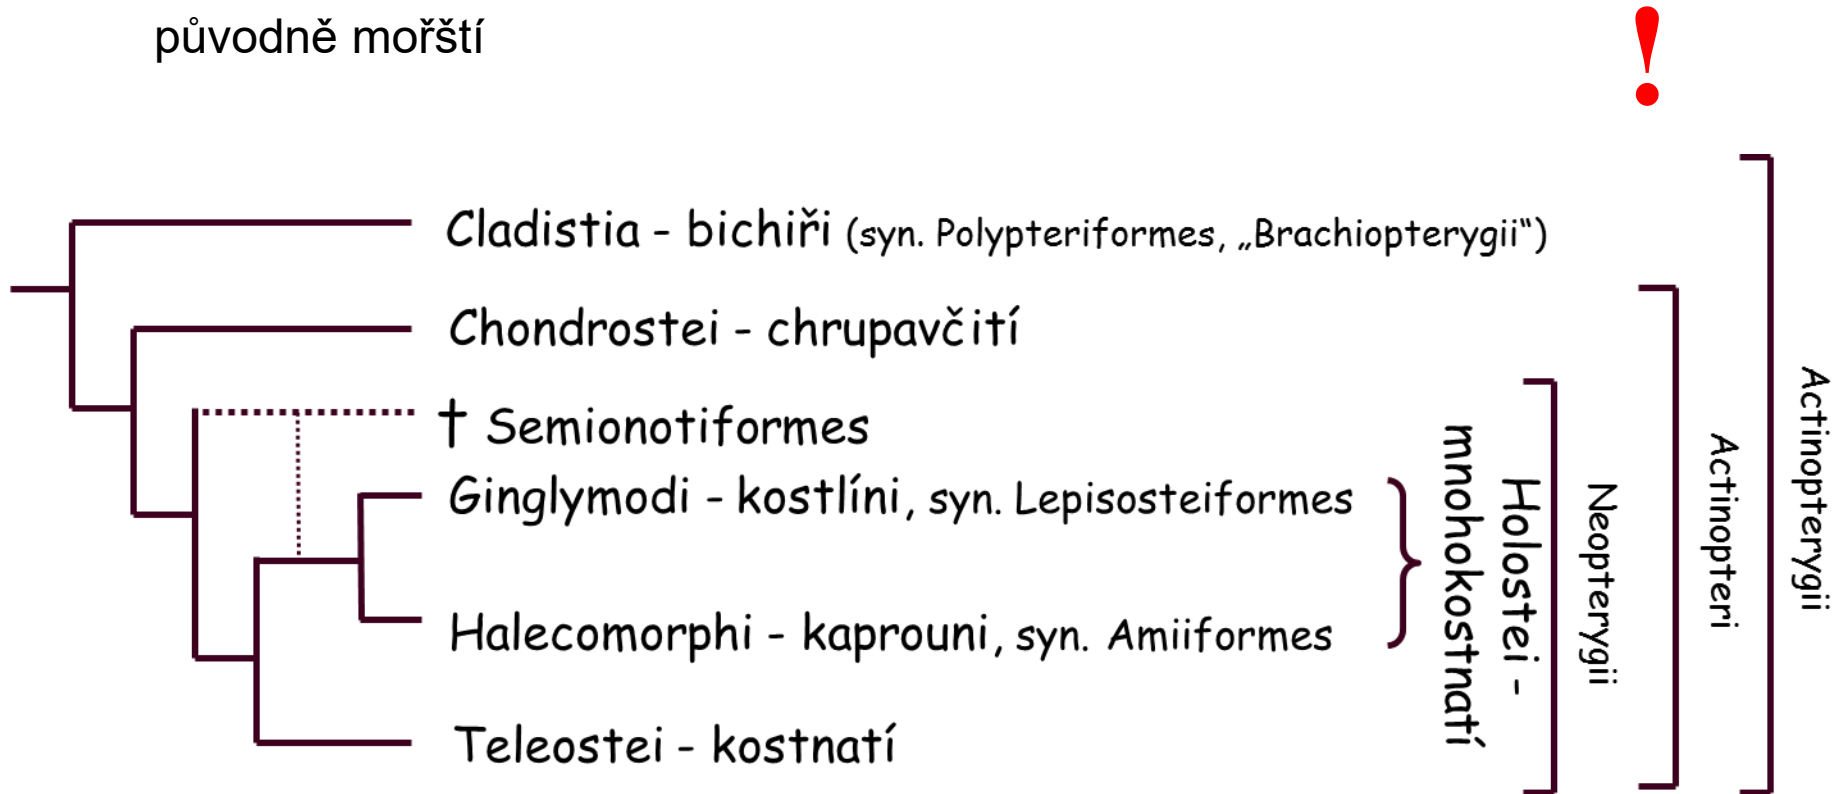 původně mořští
!
Cladistia - bichiři (syn. Polypteriformes, „Brachiopterygii“)
Chondrostei - chrupavčití
† Semionotiformes
Ginglymodi - kostlíni, syn. Lepisosteiformes
Halecomorphi - kaprouni, syn. Amiiformes
Teleostei - kostnatí
Holostei -
mnohokostnatí
Neopterygii
Actinopteri
Actinopterygii